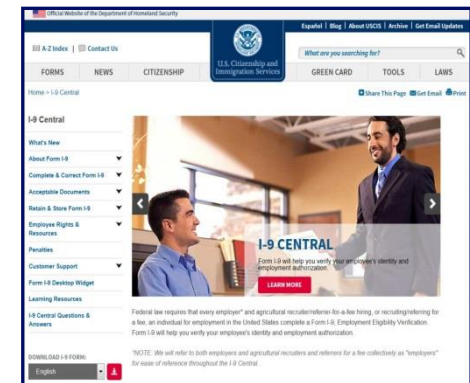 Official Website of the Department of Homeland Security
Español | Blog | About USCIS | Archive | Get Email Updates
A-Z Index | Contact Us
U.S. Citizenship and
Immigration Services
What are you searching for?
FORMS NEWS CITIZENSHIP GREEN CARD TOOLS LAWS
Home > I-9 Central
Share This Page Get Email Print
I-9 Central
What's New
About Form I-9
Complete & Correct Form I-9
Acceptable Documents
Retain & Store Form I-9
Employee Rights &
Resources
Penalties
Customer Support
Form I-9 Desktop Widget
Learning Resources
I-9 Central Questions &
Answers
DOWNLOAD I-9 FORM:
English
I-9 CENTRAL
Form I-9 will help you verify your employee's identity and
employment authorization.
LEARN MORE
Federal law requires that every employer* and agricultural recruiter/referrer-for-a-fee hiring, or recruiting/referring for
a fee, an individual for employment in the United States complete a Form I-9, Employment Eligibility Verification.
Form I-9 will help you verify your employee's identity and employment authorization.
*NOTE: We will refer to both employers and agricultural recruiters and referrers for a fee collectively as "employers"
for ease of reference throughout the I-9 Central.